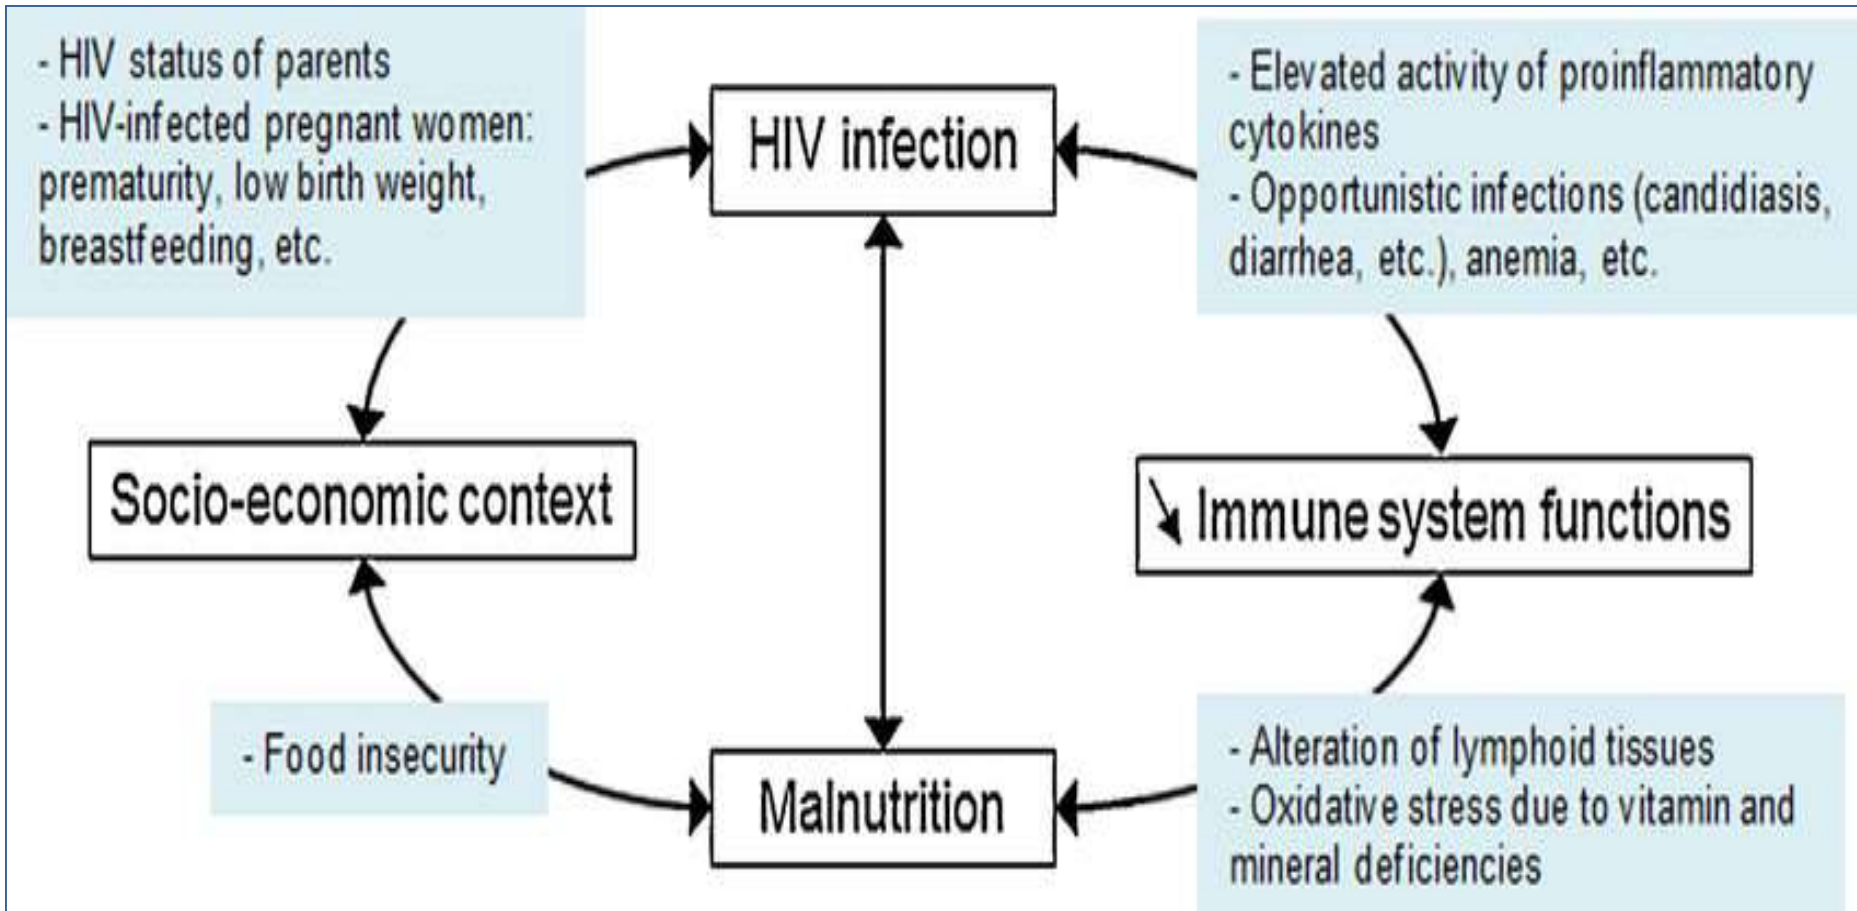 - HIV status of parents
- HIV-infected pregnant women:
prematurity, low birth weight,
breastfeeding, etc.
HIV infection
- Elevated activity of proinflammatory
cytokines
- Opportunistic infections (candidiasis,
diarrhea, etc.), anemia, etc.
Socio-economic context
Immune system functions
- Food insecurity
Malnutrition
- Alteration of lymphoid tissues
- Oxidative stress due to vitamin and
mineral deficiencies